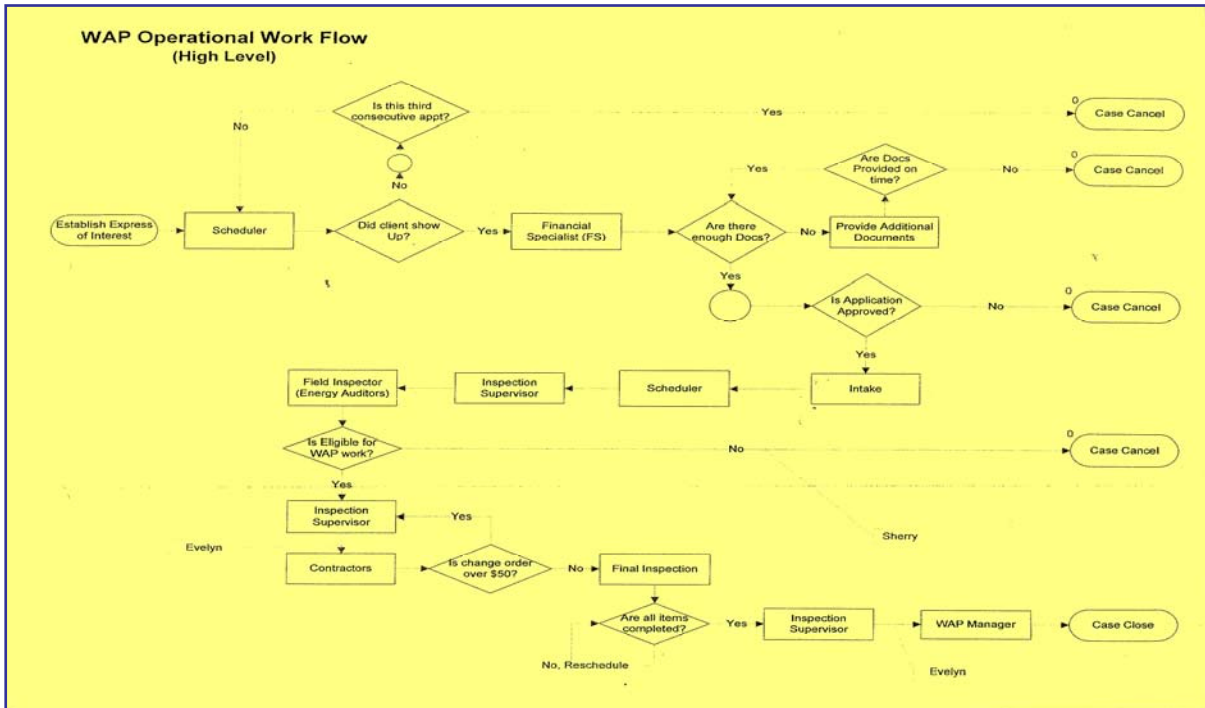 WAP Operational Work Flow
(High Level)
Is this third
consecutive appt?
Yes
0
Case Cancel
No
No
Are Docs
Provided on
time?
Yes
No
0
Case Cancel
Establish Express
of Interest
Scheduler
Did client show
Up?
Yes
Financial
Specialist (FS)
Are there
enough Docs?
No
Provide Additional
Documents
Yes
Is Application
Approved?
No
0
Case Cancel
Yes
Field Inspector
(Energy Auditors)
Inspection
Supervisor
Scheduler
Intake
Is Eligible for
WAP work?
No
0
Case Cancel
Yes
Inspection
Supervisor
Yes
Sherry
Evelyn
Contractors
Is change order
over $50?
No
Final Inspection
Are all items
completed?
Yes
Inspection
Supervisor
WAP Manager
Case Close
No, Reschedule
Evelyn